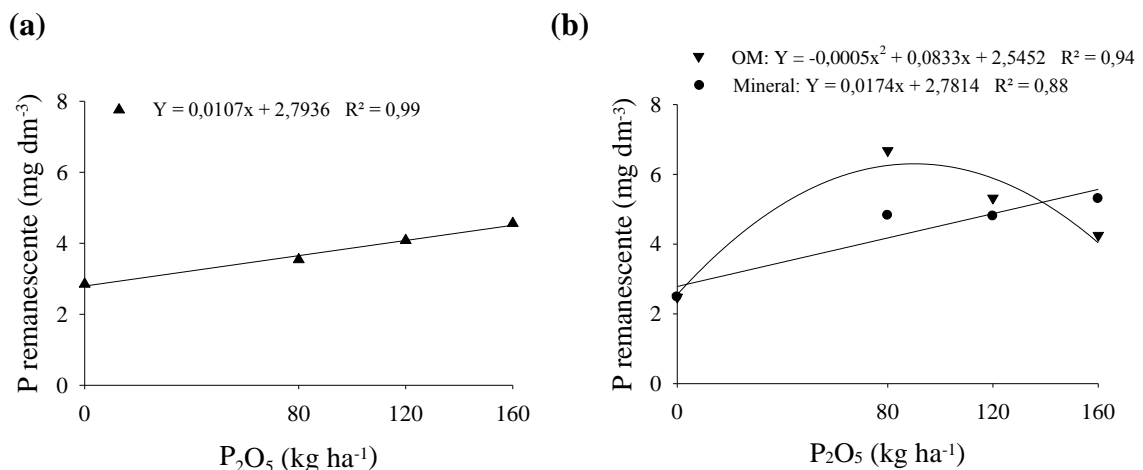 (a)
Y = 0,0107x + 2,7936   R² = 0,99
P remanescente (mg dm⁻³)
8
6
4
2
0
0 80 120 160
P₂O₅ (kg ha⁻¹)
(b)
OM: Y = -0,0005x² + 0,0833x + 2,5452   R² = 0,94
Mineral: Y = 0,0174x + 2,7814   R² = 0,88
P remanescente (mg dm⁻³)
8
6
4
2
0
0 80 120 160
P₂O₅ (kg ha⁻¹)